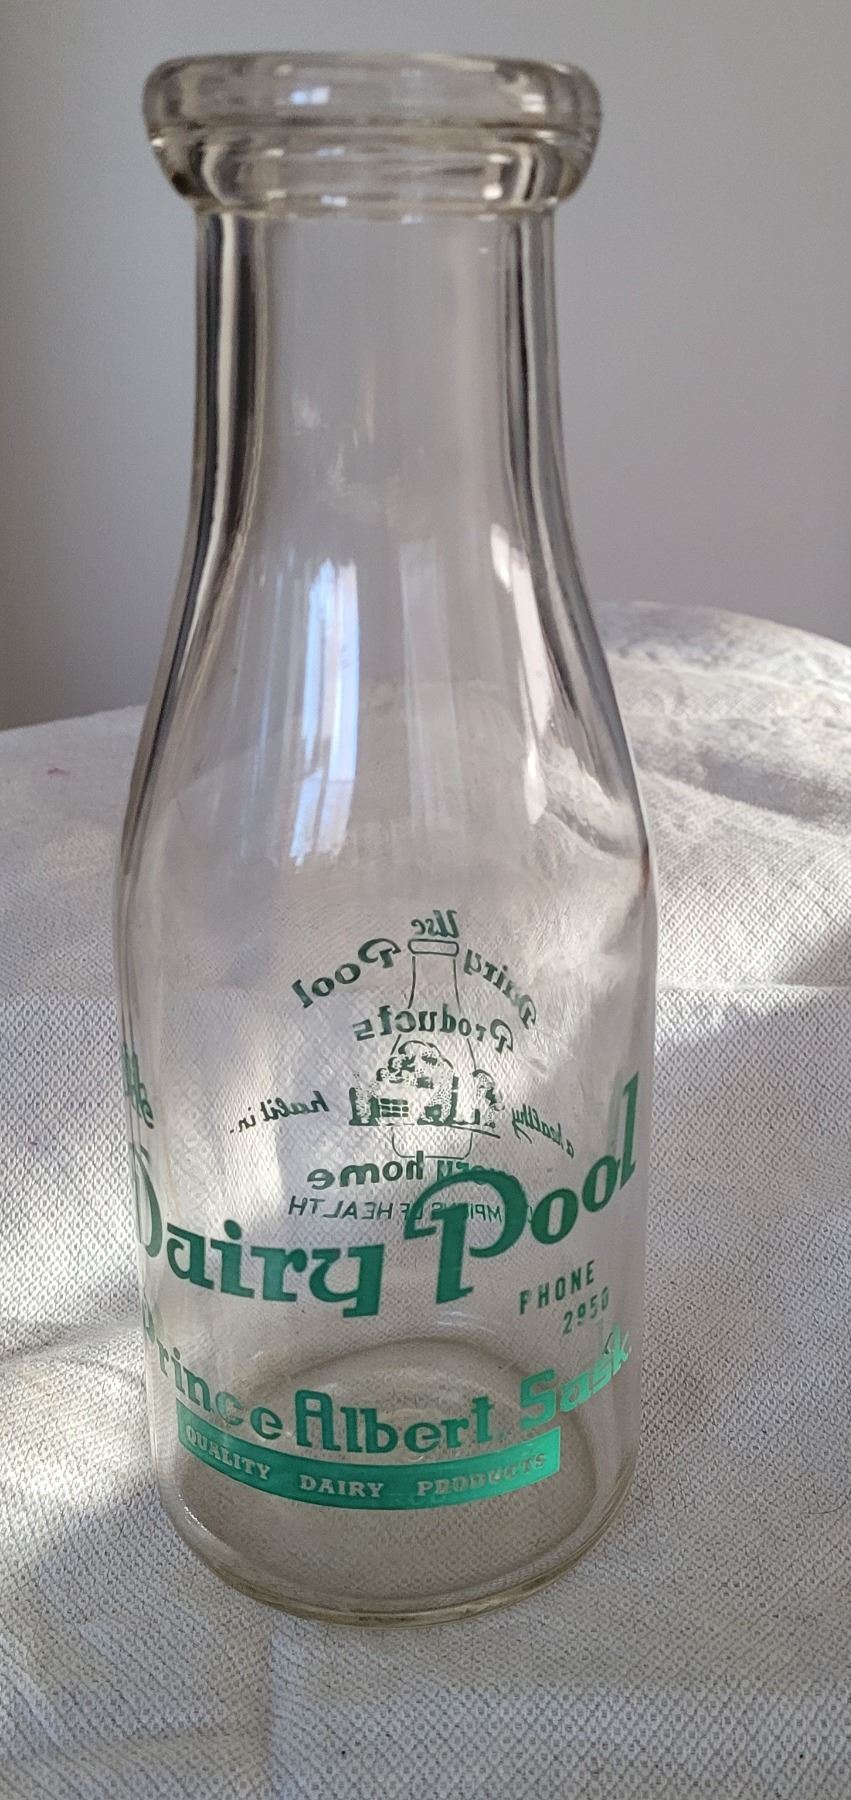 The
Dairy Pool
PHONE
2950
Prince Albert, Sask.
QUALITY DAIRY PRODUCTS
Use
Dairy Pool
Products
a healthy habit in
every home
CHAMPIONS OF HEALTH